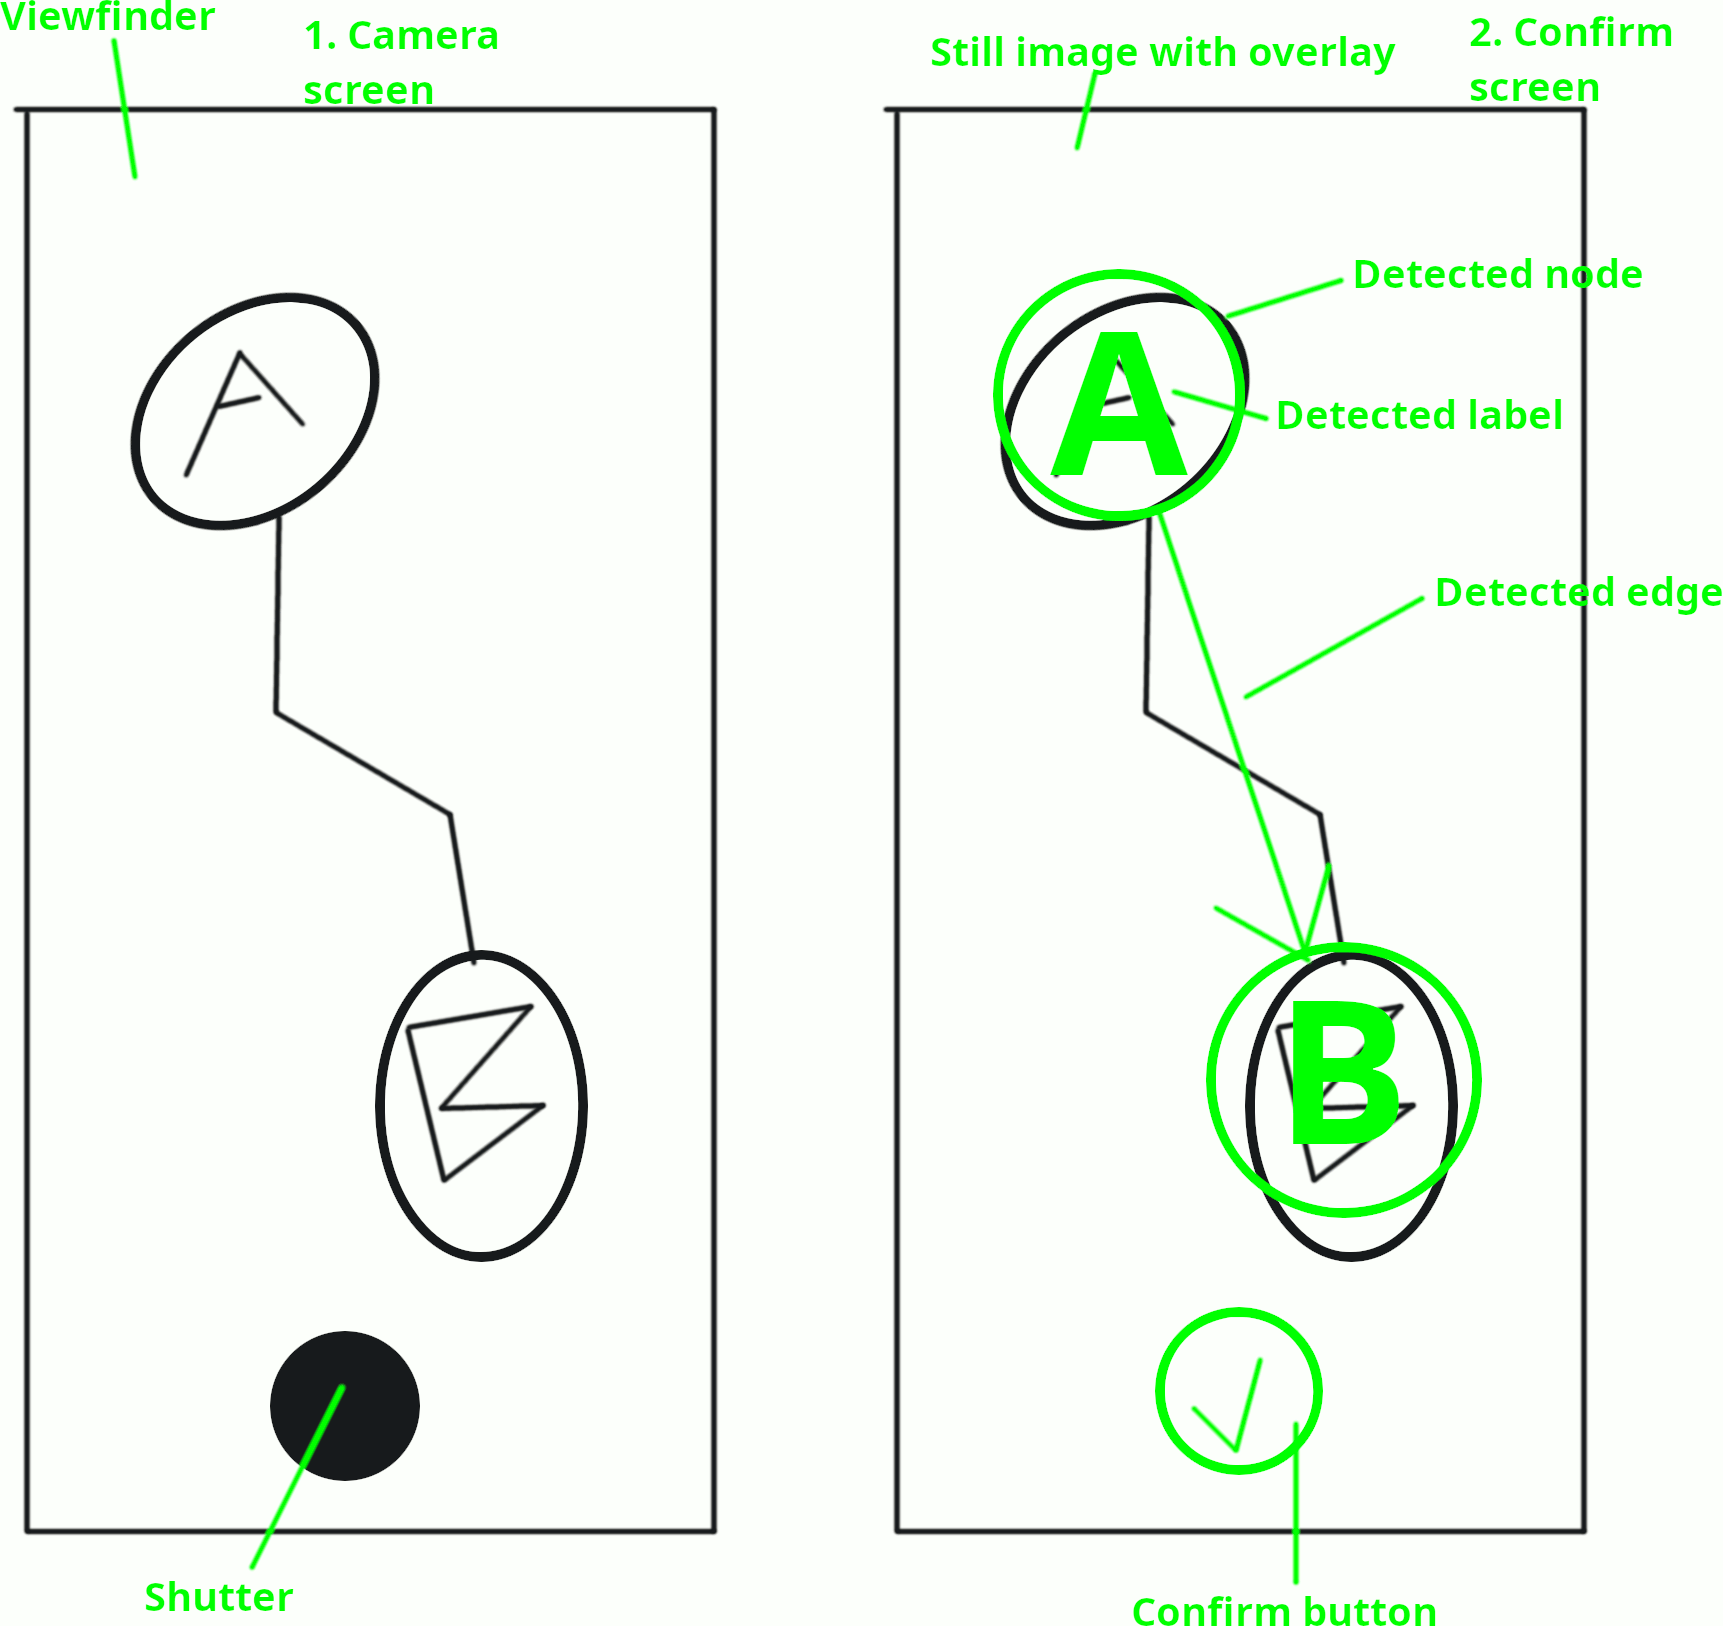 Viewfinder
1. Camera
screen
A
B
Shutter
Still image with overlay
2. Confirm
screen
Detected node
A
Detected label
Detected edge
B
Confirm button